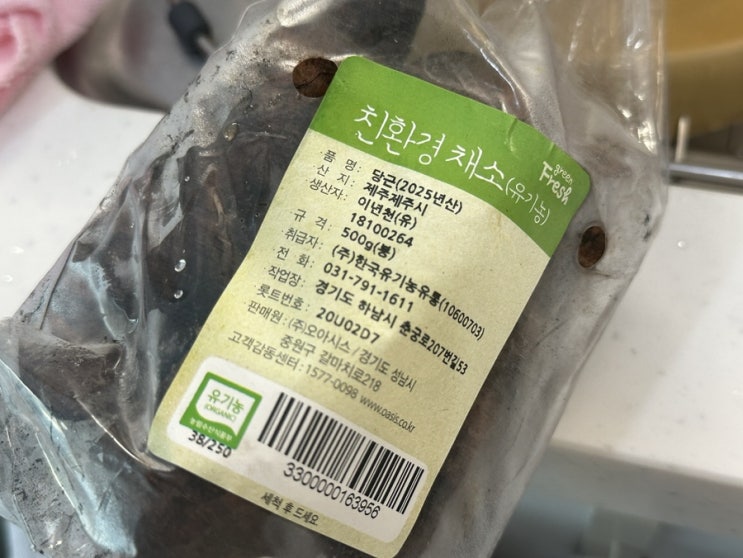 친환경 채소(유기농)
green
Fresh
품 명: 당근(2025년산)
산 지: 제주제주시
생산자: 이년천(유)
18100264
규 격: 500g(봉)
취급자: (주)한국유기농유통(10600703)
전 화: 031-791-1611
작업장: 경기도 하남시 춘궁로207번길53
롯트번호: 20U02D7
판매원: (주)오아시스 / 경기도 성남시
중원구 갈마치로218
고객감동센터: 1577-0098 www.oasis.co.kr
유기농
(ORGANIC)
농림축산식품부
38/250
3300000163956
세척 후 드세요